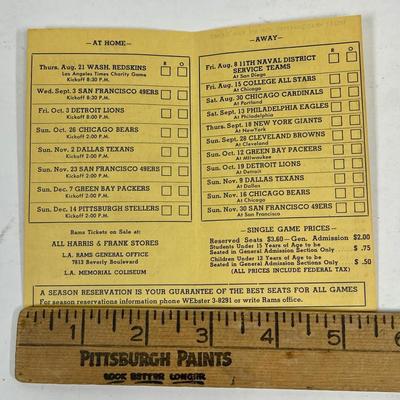 —AT HOME—
R O
Thurs. Aug. 21 WASH. REDSKINS
Los Angeles Times Charity Game
Kickoff 8:30 P.M.
Wed. Sept. 3 SAN FRANCISCO 49ERS
Kickoff 8:30 P.M.
Fri. Oct. 3 DETROIT LIONS
Kickoff 8:30 P.M.
Sun. Oct. 26 CHICAGO BEARS
Kickoff 2:00 P.M.
Sun. Nov. 2 DALLAS TEXANS
Kickoff 2:00 P.M.
Sun. Nov. 23 SAN FRANCISCO 49ERS
Kickoff 2:00 P.M.
Sun. Dec. 7 GREEN BAY PACKERS
Kickoff 2:00 P.M.
Sun. Dec. 14 PITTSBURGH STEELERS
Kickoff 2:00 P.M.
Rams Tickets on Sale at:
ALL HARRIS & FRANK STORES
L.A. RAMS GENERAL OFFICE
7813 Beverly Boulevard
L.A. MEMORIAL COLISEUM
—AWAY—
R O
Fri. Aug. 8 11TH NAVAL DISTRICT
SERVICE TEAMS
At San Diego
Fri. Aug. 15 COLLEGE ALL STARS
At Chicago
Sat. Aug. 30 CHICAGO CARDINALS
At Portland
Sat. Sept. 13 PHILADELPHIA EAGLES
At Philadelphia
Thurs. Sept. 18 NEW YORK GIANTS
At New York
Sun. Sept. 28 CLEVELAND BROWNS
At Cleveland
Sun. Oct. 12 GREEN BAY PACKERS
At Milwaukee
Sun. Oct. 19 DETROIT LIONS
At Detroit
Sun. Nov. 9 DALLAS TEXANS
At Dallas
Sun. Nov. 16 CHICAGO BEARS
At Chicago
Sun. Nov. 30 SAN FRANCISCO 49ERS
At San Francisco
—SINGLE GAME PRICES—
Reserved Seats $3.60—Gen. Admission $2.00
Students Under 15 Years of Age to be
Seated in General Admission Section Only $ .75
Children Under 12 Years of Age to be
Seated in General Admission Sections Only $ .50
(ALL PRICES INCLUDE FEDERAL TAX)
A SEASON RESERVATION IS YOUR GUARANTEE OF THE BEST SEATS FOR ALL GAMES
For season reservations information phone WEbster 3-8291 or write Rams office.
1 2 3 4 5 6
PITTSBURGH PAINTS
LOOK BETTER LONGER